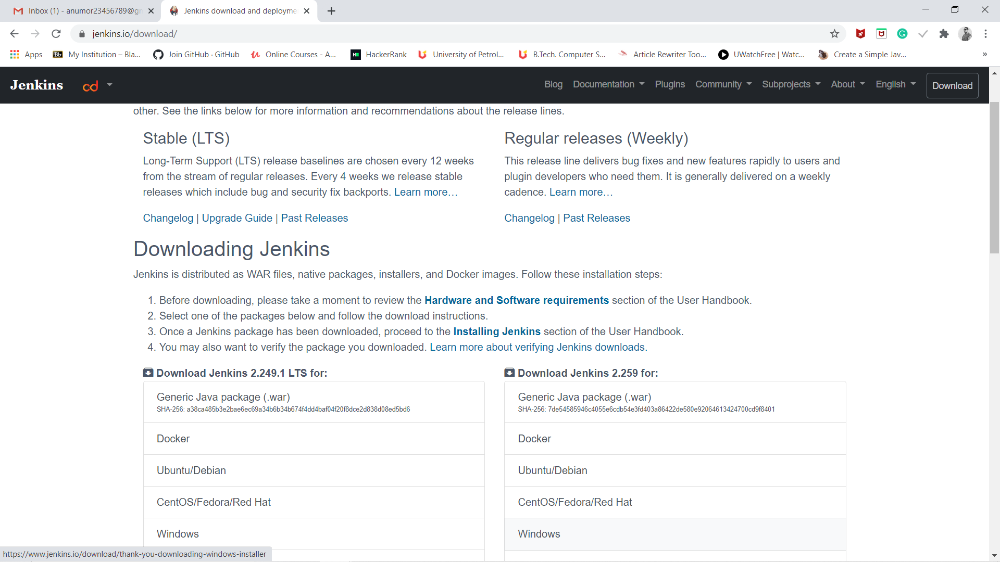 Inbox (1) - anumor23456789@gm
Jenkins download and deployme
jenkins.io/download/
Apps
Bb My Institution – Bla...
Join GitHub · GitHub
Online Courses - A...
HackerRank
University of Petrol...
B.Tech. Computer S...
Article Rewriter Too...
UWatchFree | Watc...
Create a Simple Jav...
»
Jenkins
cd
Blog
Documentation
Plugins
Community
Subprojects
About
English
Download
other. See the links below for more information and recommendations about the release lines.
Stable (LTS)
Long-Term Support (LTS) release baselines are chosen every 12 weeks
from the stream of regular releases. Every 4 weeks we release stable
releases which include bug and security fix backports. Learn more…
Changelog | Upgrade Guide | Past Releases
Regular releases (Weekly)
This release line delivers bug fixes and new features rapidly to users and
plugin developers who need them. It is generally delivered on a weekly
cadence. Learn more…
Changelog | Past Releases
Downloading Jenkins
Jenkins is distributed as WAR files, native packages, installers, and Docker images. Follow these installation steps:
1. Before downloading, please take a moment to review the Hardware and Software requirements section of the User Handbook.
2. Select one of the packages below and follow the download instructions.
3. Once a Jenkins package has been downloaded, proceed to the Installing Jenkins section of the User Handbook.
4. You may also want to verify the package you downloaded. Learn more about verifying Jenkins downloads.
Download Jenkins 2.249.1 LTS for:
Generic Java package (.war)
SHA-256: a38ca485b3e2bae6ec69a34b6b34b674f4dd4baf04f20f8dce2d838d08ed5bd6
Docker
Ubuntu/Debian
CentOS/Fedora/Red Hat
Windows
Download Jenkins 2.259 for:
Generic Java package (.war)
SHA-256: 7de54585946c4055e6cdb54e3fd403a86422de580e92064613424700cd9f8401
Docker
Ubuntu/Debian
CentOS/Fedora/Red Hat
Windows
https://www.jenkins.io/download/thank-you-downloading-windows-installer